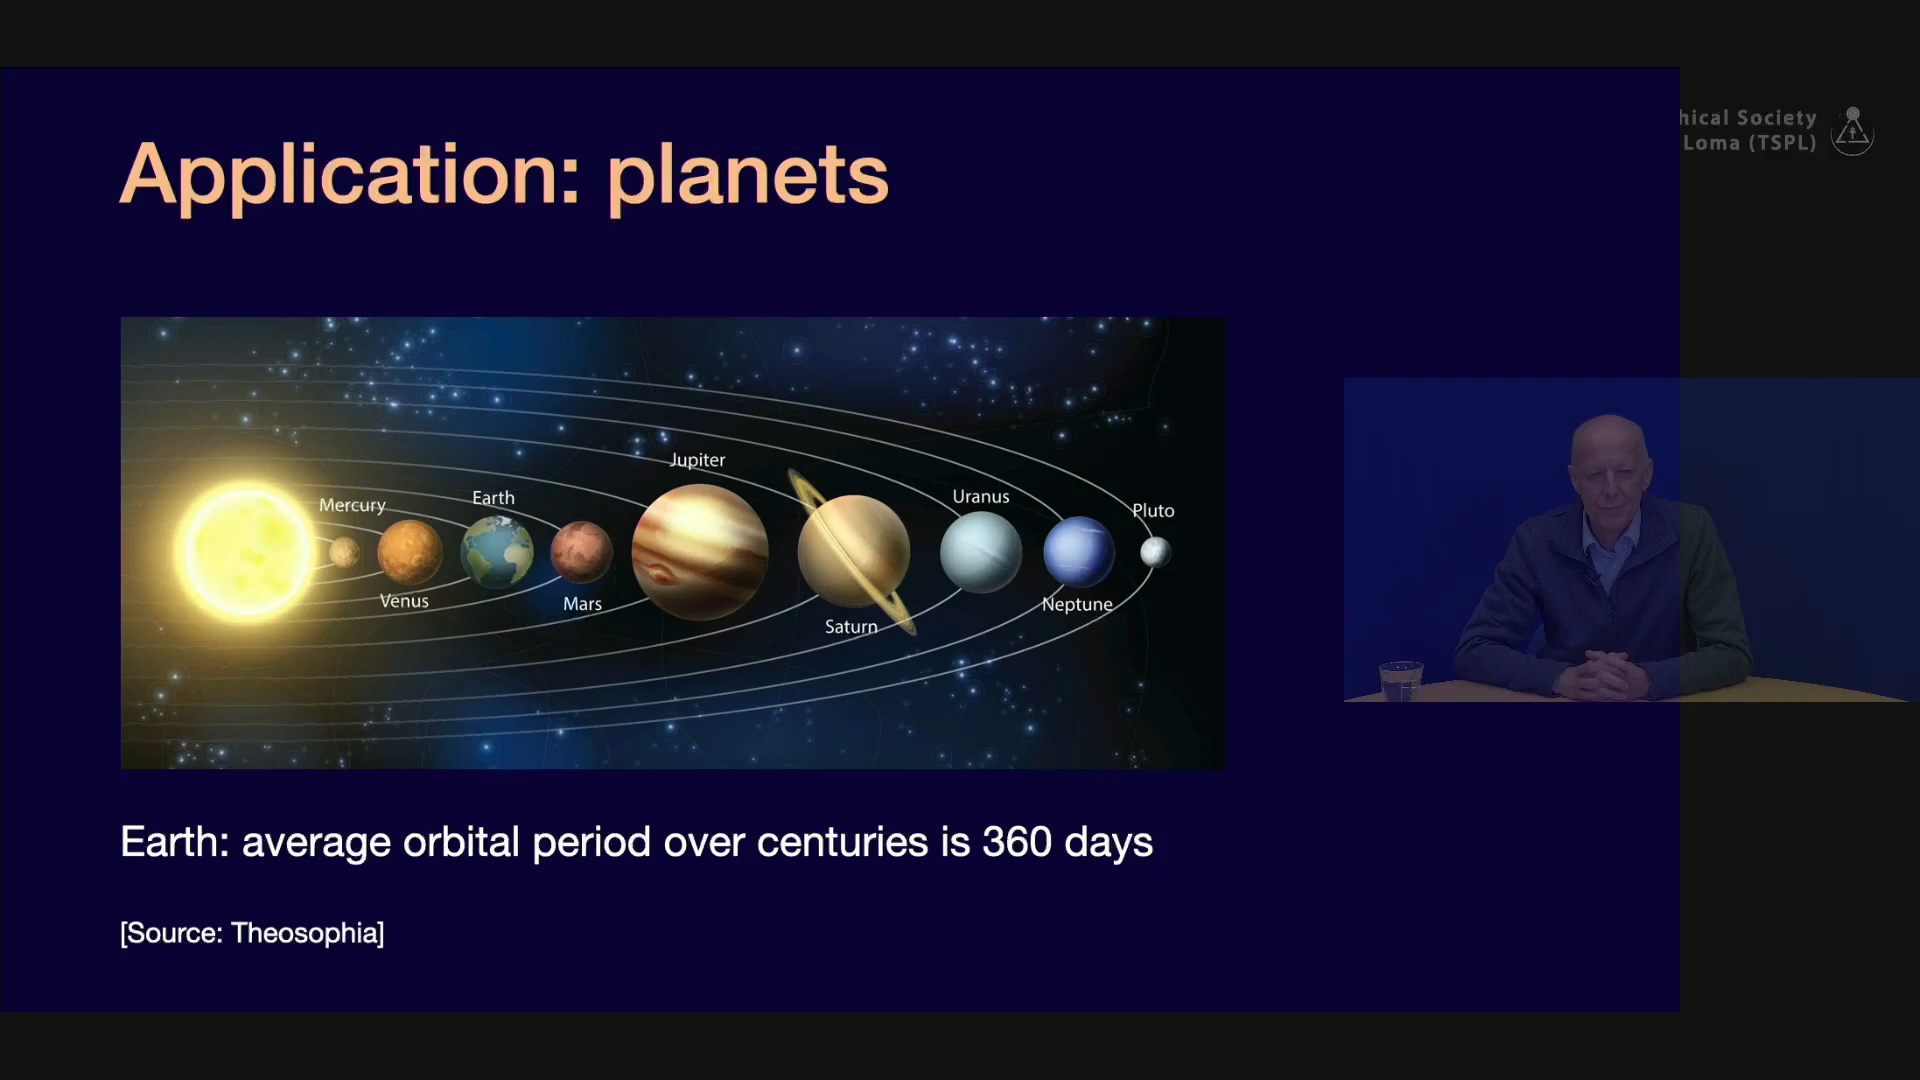 Application: planets
hical Society
Loma (TSPL)
Jupiter
Mercury
Earth
Uranus
Pluto
Venus
Mars
Saturn
Neptune
Earth: average orbital period over centuries is 360 days
[Source: Theosophia]